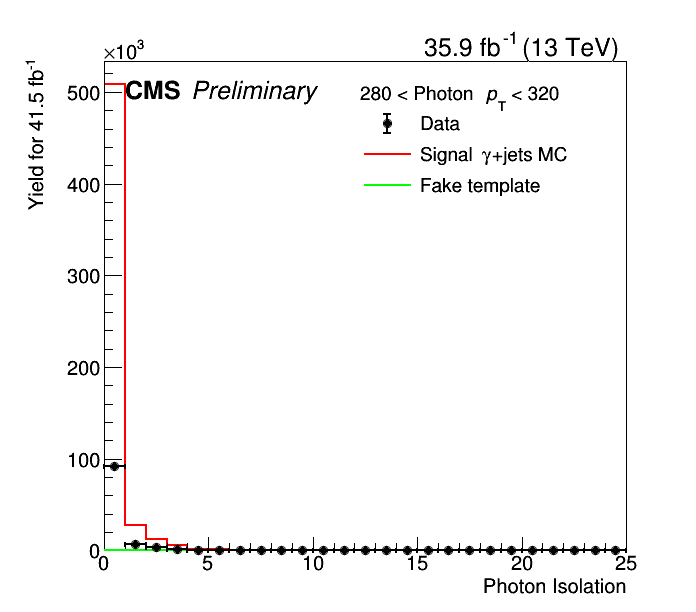 ×10³
35.9 fb⁻¹ (13 TeV)
CMS Preliminary
280 < Photon p_T < 320
Data
Signal γ+jets MC
Fake template
Yield for 41.5 fb⁻¹
500
400
300
200
100
0
0 5 10 15 20 25
Photon Isolation